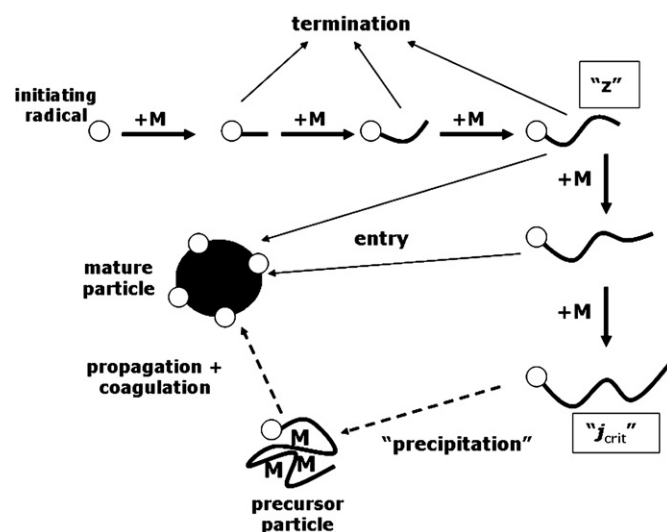 termination
"z"
initiating
radical
+M
+M
+M
+M
entry
mature
particle
+M
propagation +
coagulation
"jcrit"
M
M
M
"precipitation"
precursor
particle